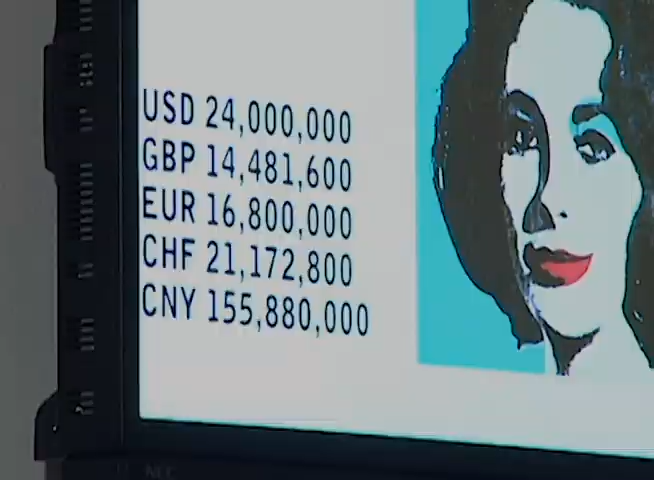 USD 24,000,000
GBP 14,481,600
EUR 16,800,000
CHF 21,172,800
CNY 155,880,000